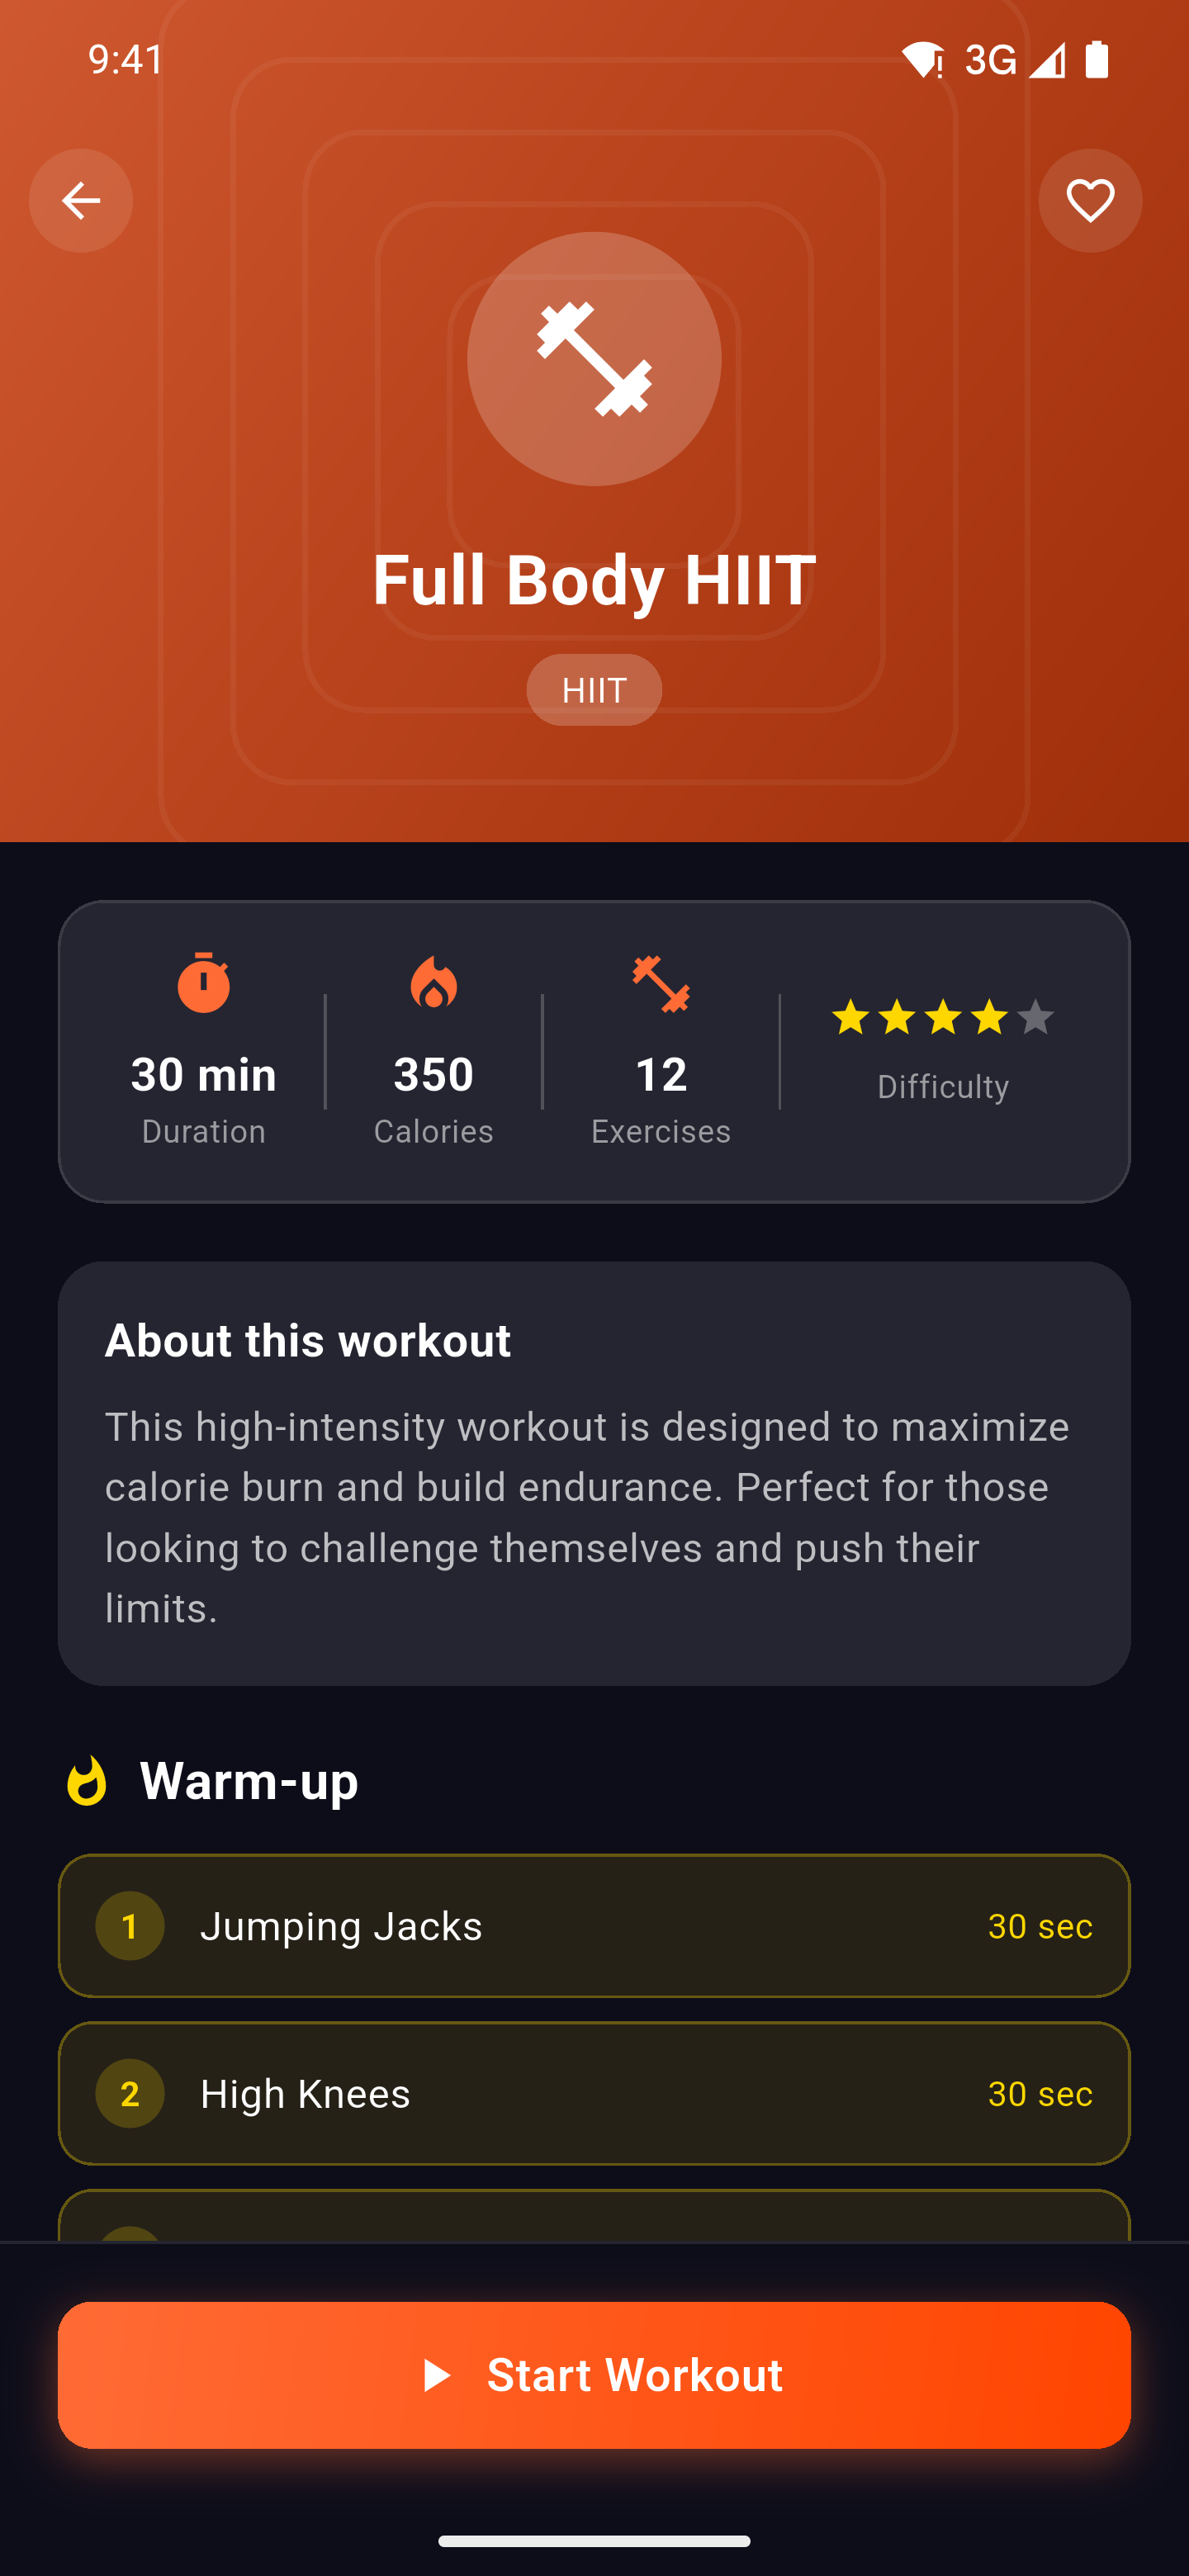 9:41
3G
Full Body HIIT
HIIT
30 min
Duration
350
Calories
12
Exercises
Difficulty
About this workout
This high-intensity workout is designed to maximize
calorie burn and build endurance. Perfect for those
looking to challenge themselves and push their
limits.
Warm-up
1 Jumping Jacks 30 sec
2 High Knees 30 sec
Start Workout